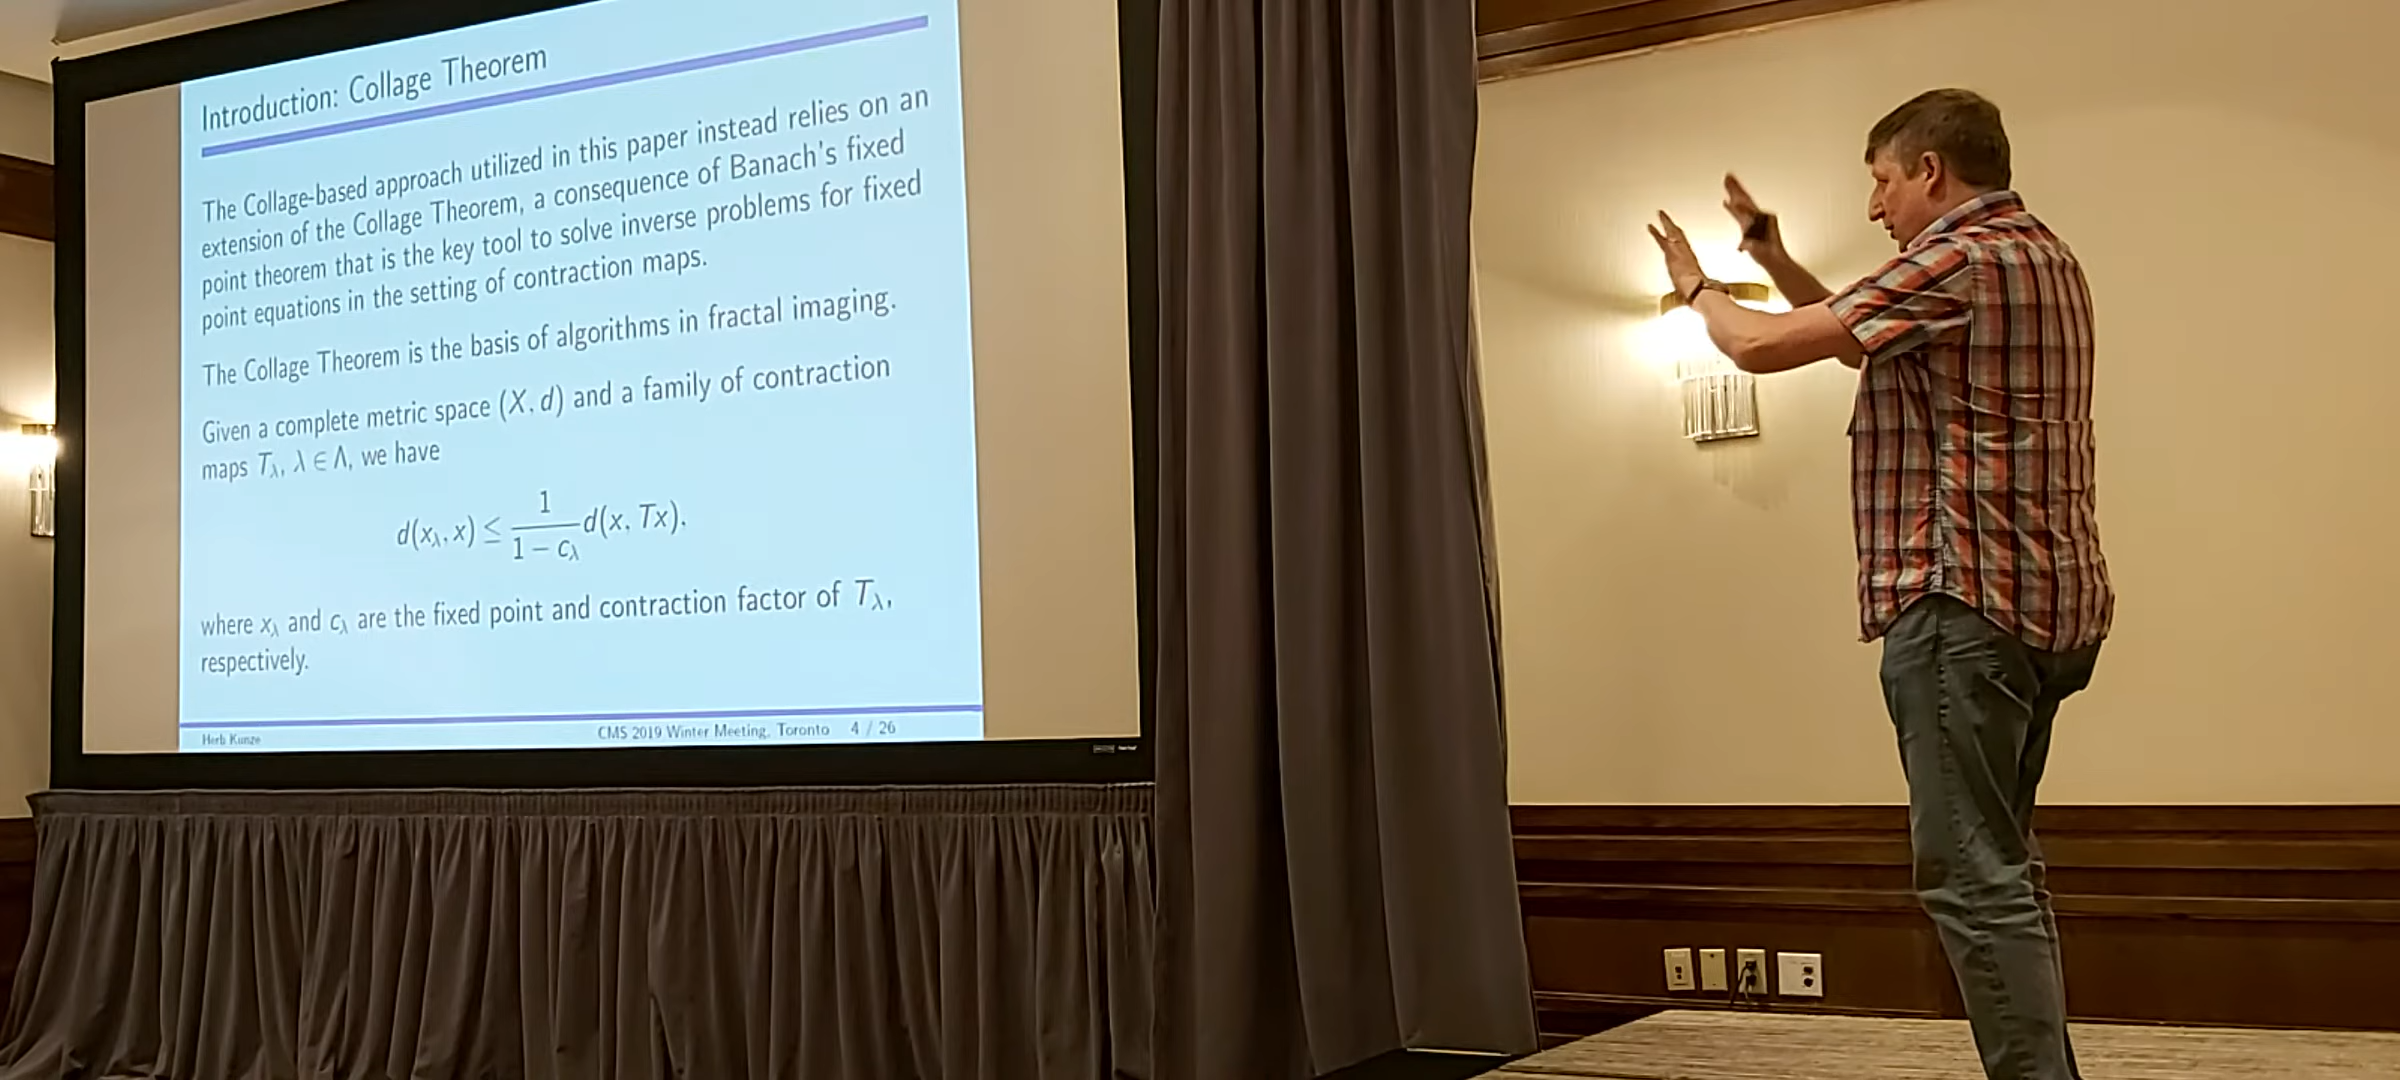 Introduction: Collage Theorem
The Collage-based approach utilized in this paper instead relies on an
extension of the Collage Theorem, a consequence of Banach's fixed
point theorem that is the key tool to solve inverse problems for fixed
point equations in the setting of contraction maps.
The Collage Theorem is the basis of algorithms in fractal imaging.
Given a complete metric space (X, d) and a family of contraction
maps T_λ, λ ∈ Λ, we have
d(x_λ, x) ≤ 1/(1 − c_λ) d(x, Tx).
where x_λ and c_λ are the fixed point and contraction factor of T_λ,
respectively.
Herb Kunze CMS 2019 Winter Meeting, Toronto 4 / 26